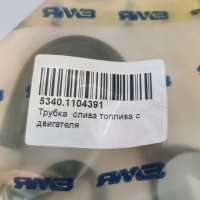 5340.1104391
Трубка слива топлива с
двигателя